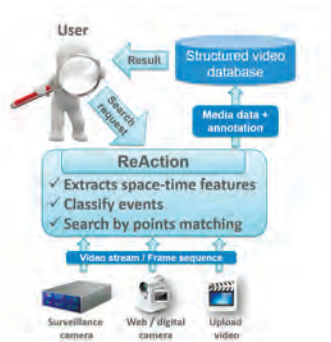 User
Result
Structured video
database
Search
request
Media data +
annotation
ReAction
✓ Extracts space-time features
✓ Classify events
✓ Search by points matching
Video stream / Frame sequence
Surveillance
camera
Web / digital
camera
Upload
video